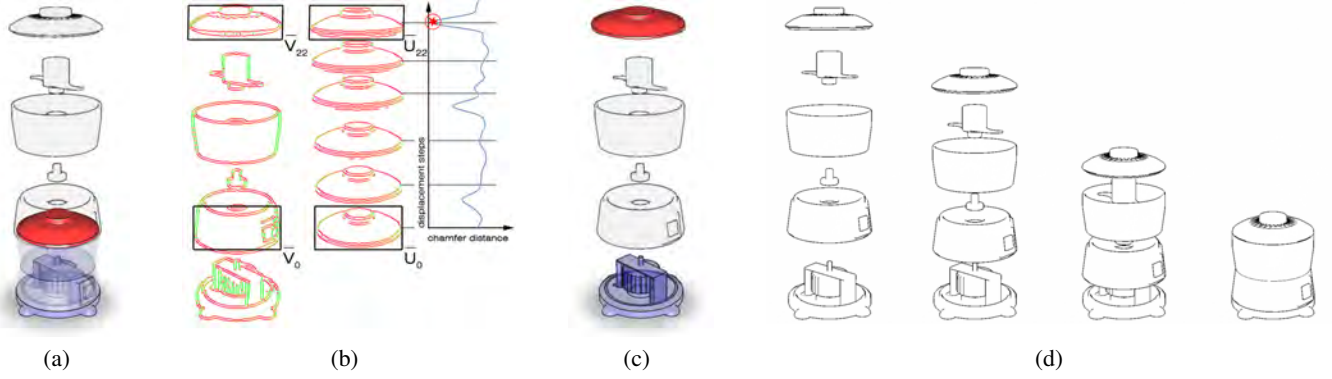 V22
U22
displacement steps
V0
U0
chamfer distance
(a)
(b)
(c)
(d)